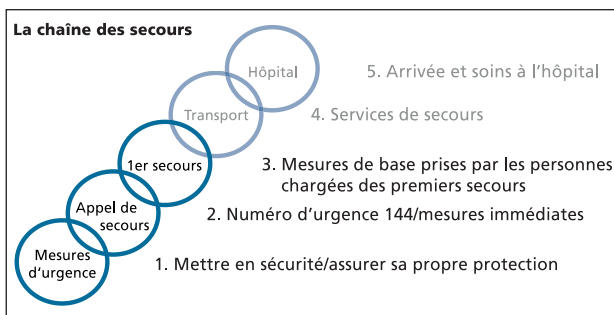 La chaîne des secours
Hôpital
5. Arrivée et soins à l'hôpital
Transport
4. Services de secours
1er secours
3. Mesures de base prises par les personnes
chargées des premiers secours
Appel de
secours
2. Numéro d'urgence 144/mesures immédiates
Mesures
d'urgence
1. Mettre en sécurité/assurer sa propre protection